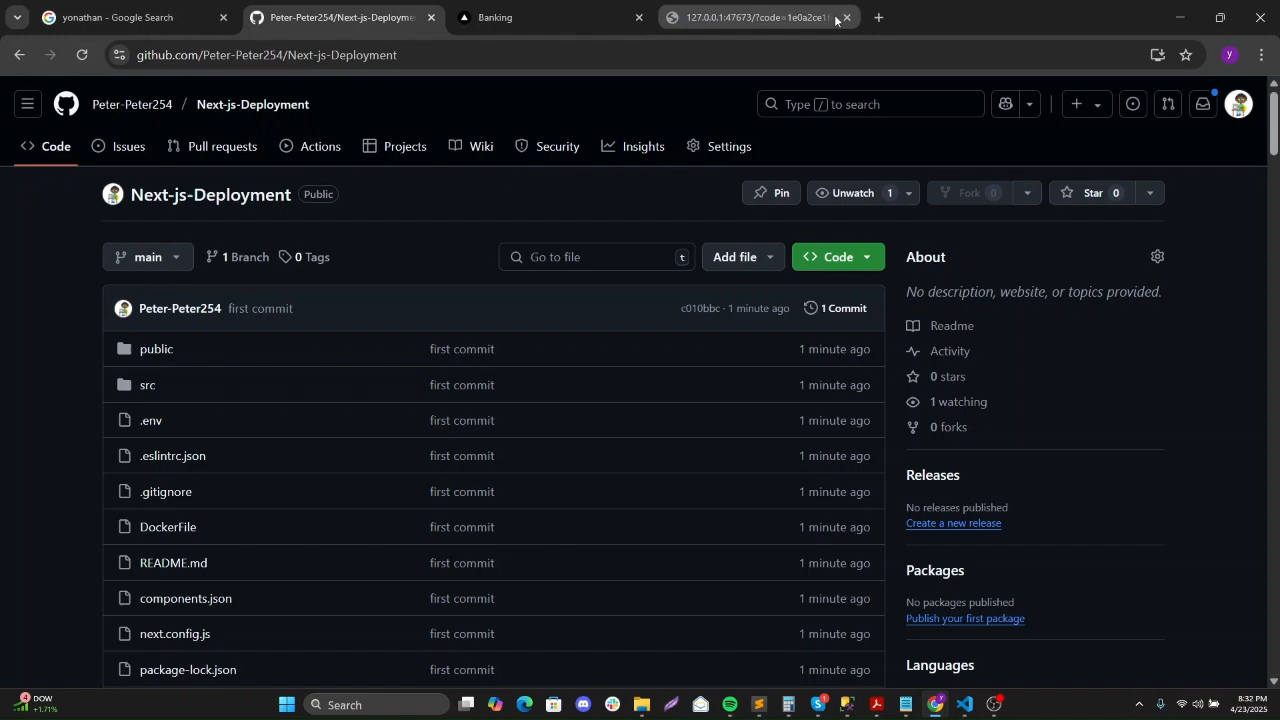 yonathan - Google Search
Peter-Peter254/Next-js-Deployme
Banking
127.0.0.1:47673/?code=1e0a2ce1
github.com/Peter-Peter254/Next-js-Deployment
y
Peter-Peter254 / Next-js-Deployment
Type / to search
Code
Issues
Pull requests
Actions
Projects
Wiki
Security
Insights
Settings
Next-js-Deployment
Public
Pin
Unwatch 1
Fork 0
Star 0
main
1 Branch
0 Tags
Go to file
t
Add file
Code
Peter-Peter254 first commit
c010bbc · 1 minute ago
1 Commit
public first commit 1 minute ago
src first commit 1 minute ago
.env first commit 1 minute ago
.eslintrc.json first commit 1 minute ago
.gitignore first commit 1 minute ago
DockerFile first commit 1 minute ago
README.md first commit 1 minute ago
components.json first commit 1 minute ago
next.config.js first commit 1 minute ago
package-lock.json first commit 1 minute ago
About
No description, website, or topics provided.
Readme
Activity
0 stars
1 watching
0 forks
Releases
No releases published
Create a new release
Packages
No packages published
Publish your first package
Languages
4
DOW
+1.71%
Search
8:32 PM
4/23/2025